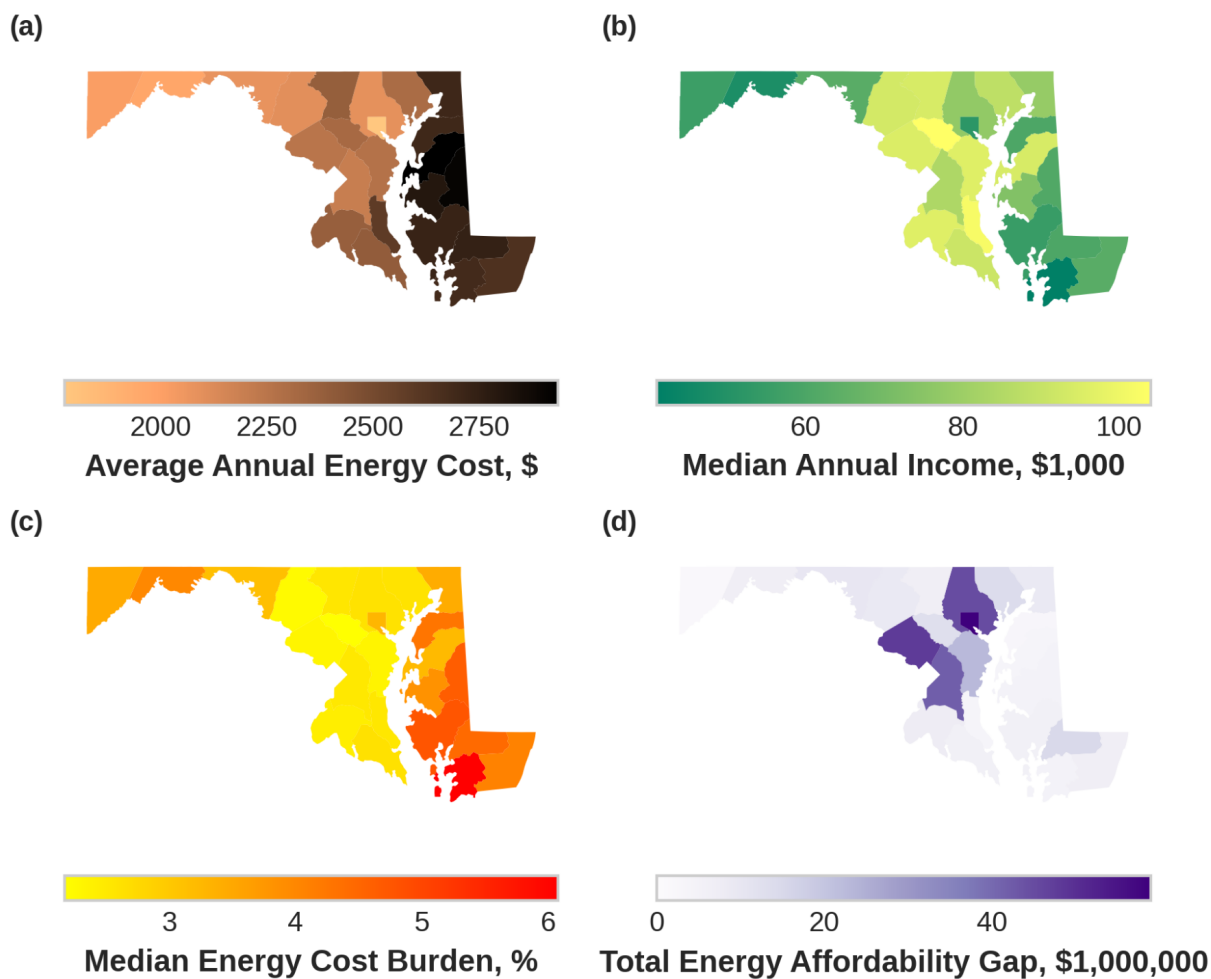 (a)
(b)
2000 2250 2500 2750
Average Annual Energy Cost, $
60 80 100
Median Annual Income, $1,000
(c)
(d)
3 4 5 6
Median Energy Cost Burden, %
0 20 40
Total Energy Affordability Gap, $1,000,000